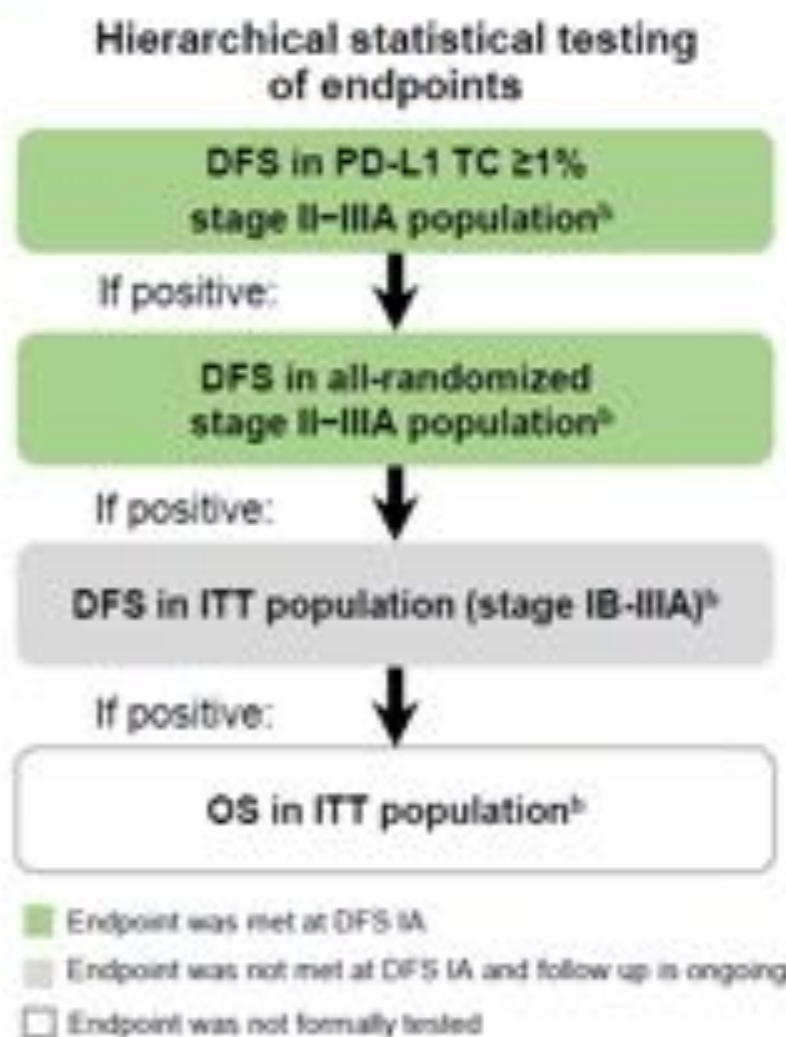 Hierarchical statistical testing
of endpoints
DFS in PD-L1 TC ≥1%
stage II–IIIA populationᵇ
If positive:
DFS in all-randomized
stage II–IIIA populationᵇ
If positive:
DFS in ITT population (stage IB-IIIA)ᵇ
If positive:
OS in ITT populationᵇ
Endpoint was met at DFS IA
Endpoint was not met at DFS IA and follow up is ongoing
Endpoint was not formally tested